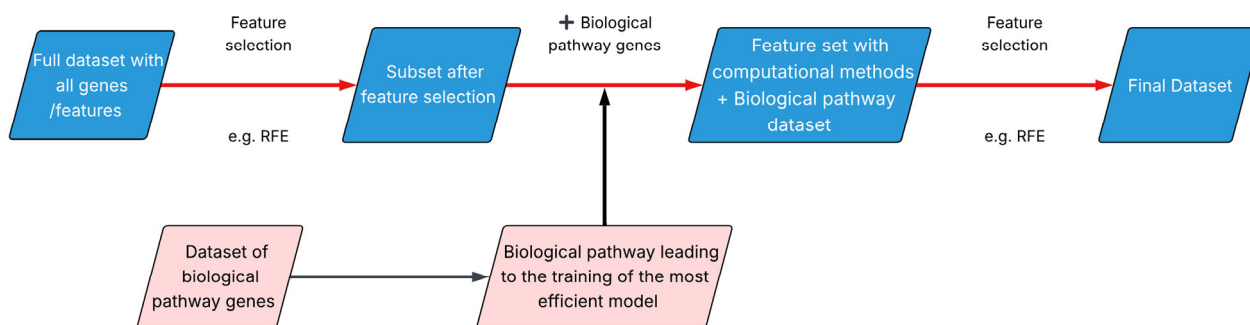 Full dataset with
all genes
/features
Feature
selection
e.g. RFE
Subset after
feature selection
+ Biological
pathway genes
Feature set with
computational methods
+ Biological pathway
dataset
Feature
selection
e.g. RFE
Final Dataset
Dataset of
biological
pathway genes
Biological pathway leading
to the training of the most
efficient model